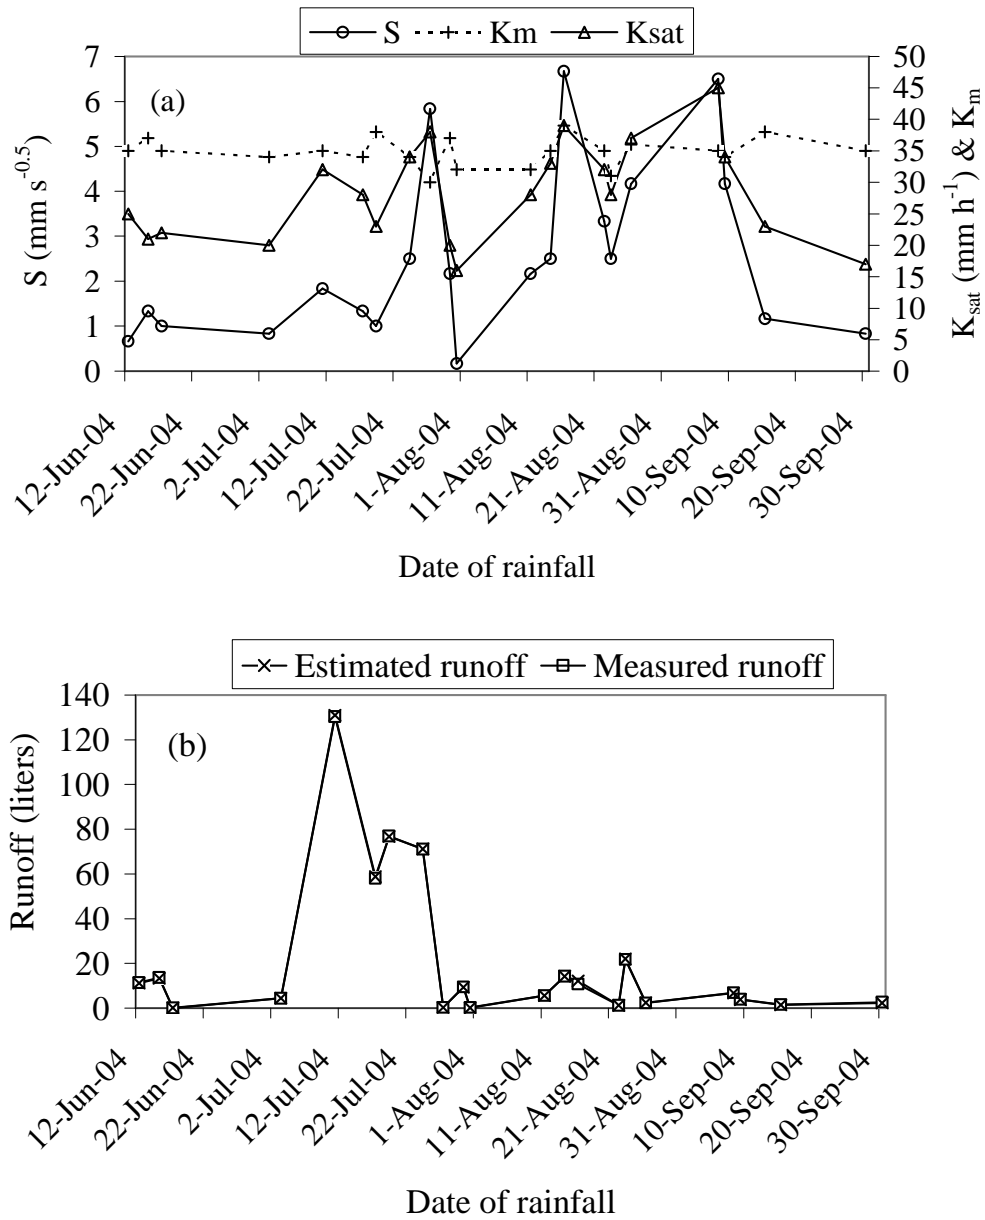 S Km Ksat
(a)
7
6
5
4
3
2
1
0
S (mm s-0.5)
50
45
40
35
30
25
20
15
10
5
0
Ksat (mm h-1) & Km
12-Jun-04
22-Jun-04
2-Jul-04
12-Jul-04
22-Jul-04
1-Aug-04
11-Aug-04
21-Aug-04
31-Aug-04
10-Sep-04
20-Sep-04
30-Sep-04
Date of rainfall
Estimated runoff Measured runoff
(b)
140
120
100
80
60
40
20
0
Runoff (liters)
12-Jun-04
22-Jun-04
2-Jul-04
12-Jul-04
22-Jul-04
1-Aug-04
11-Aug-04
21-Aug-04
31-Aug-04
10-Sep-04
20-Sep-04
30-Sep-04
Date of rainfall